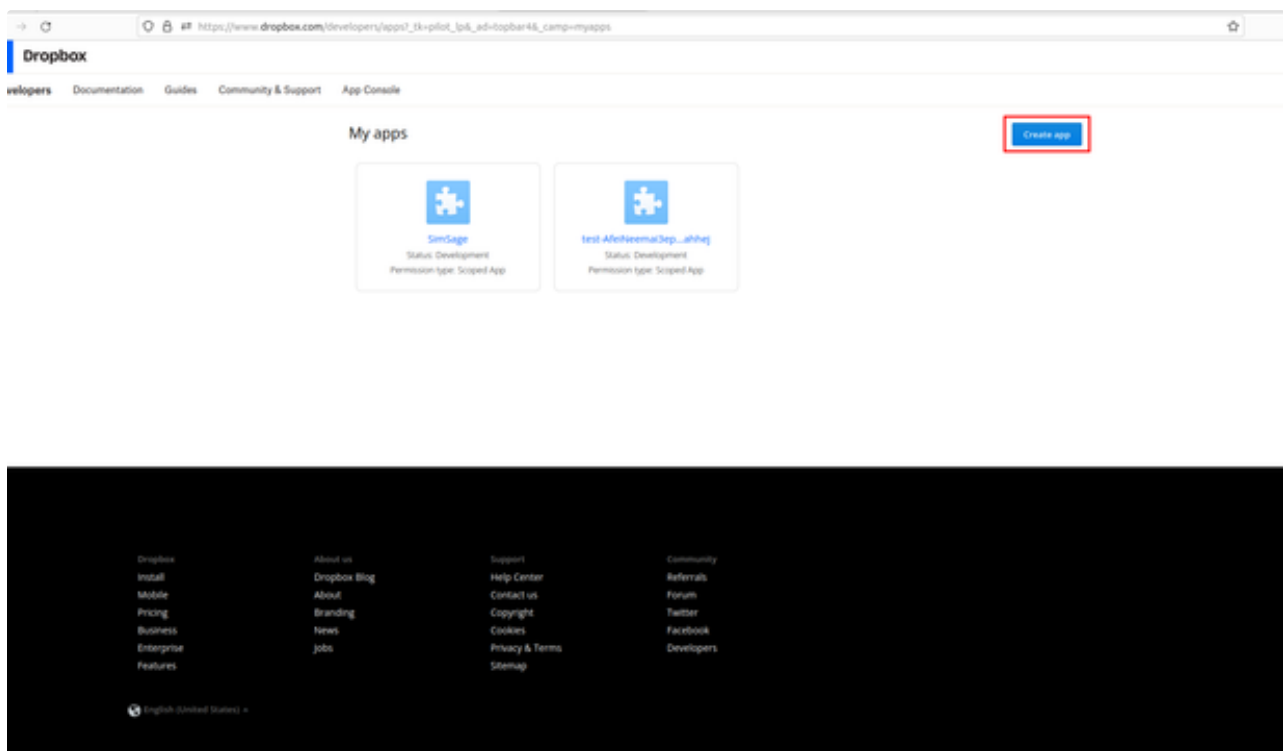 https://www.dropbox.com/developers/apps?_tk=pilot_lp&_ad=topbar4&_camp=myapps
Dropbox
velopers Documentation Guides Community & Support App Console
My apps
Create app
SimSage
Status: Development
Permission type: Scoped App
Status: Development
Permission type: Scoped App
Dropbox
Install
Mobile
Pricing
Business
Enterprise
Features
About us
Dropbox Blog
About
Branding
News
Jobs
Support
Help Center
Contact us
Copyright
Cookies
Privacy & Terms
Sitemap
Community
Referrals
Forum
Twitter
Facebook
Developers
English (United States)